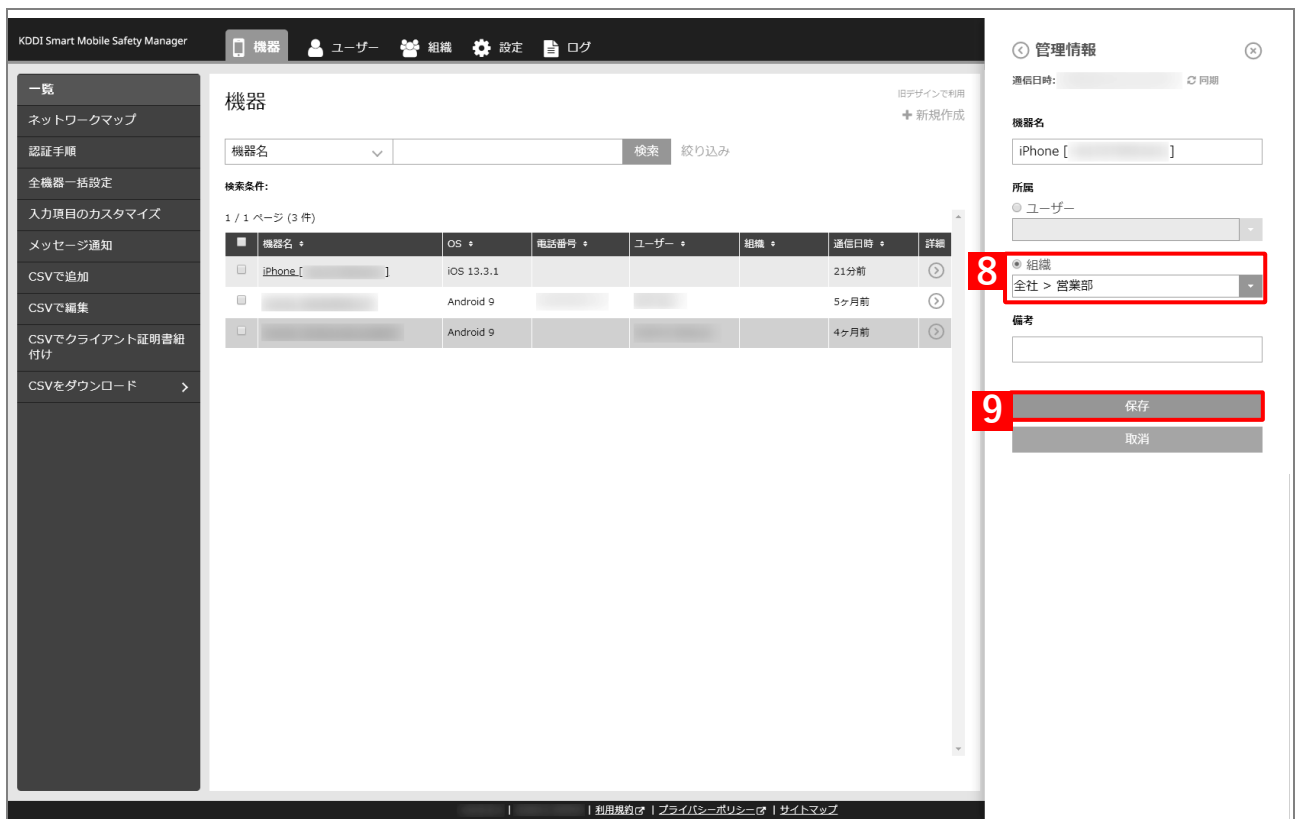 KDDI Smart Mobile Safety Manager
機器
ユーザー
組織
設定
ログ
一覧
ネットワークマップ
認証手順
全機器一括設定
入力項目のカスタマイズ
メッセージ通知
CSVで追加
CSVで編集
CSVでクライアント証明書紐
付け
CSVをダウンロード
機器
旧デザインで利用
+ 新規作成
機器名
検索
絞り込み
検索条件:
1 / 1 ページ (3 件)
機器名 OS 電話番号 ユーザー 組織 通信日時 詳細
iPhone [ ] iOS 13.3.1 21分前
Android 9 5ヶ月前
Android 9 4ヶ月前
管理情報
通信日時: 同期
機器名
iPhone [ ]
所属
ユーザー
8
組織
全社 > 営業部
備考
9
保存
取消
| | 利用規約 | プライバシーポリシー | サイトマップ